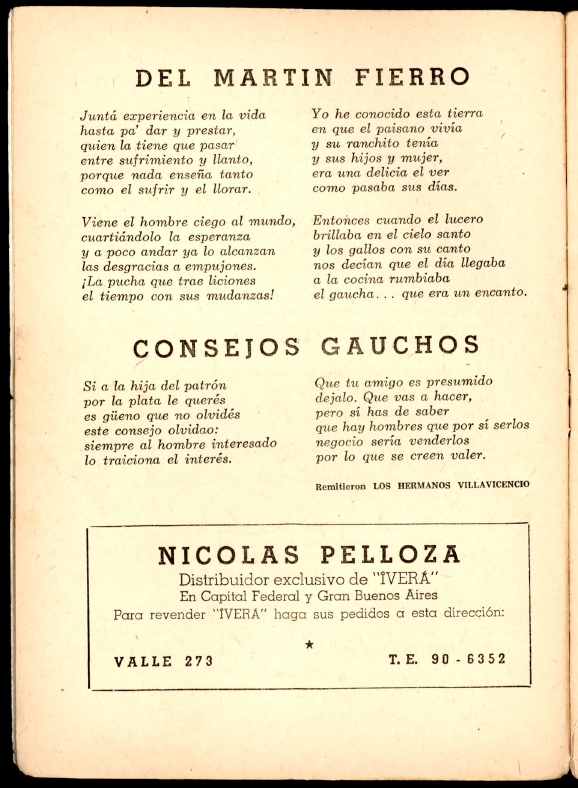 DEL MARTIN FIERRO
Juntá experiencia en la vida
hasta pa' dar y prestar,
quien la tiene que pasar
entre sufrimiento y llanto,
porque nada enseña tanto
como el sufrir y el llorar.
Viene el hombre ciego al mundo,
cuartiándolo la esperanza
y a poco andar ya lo alcanzan
las desgracias a empujones.
¡La pucha que trae liciones
el tiempo con sus mudanzas!
Yo he conocido esta tierra
en que el paisano vivía
y su ranchito tenía
y sus hijos y mujer,
era una delicia el ver
como pasaba sus días.
Entonces cuando el lucero
brillaba en el cielo santo
y los gallos con su canto
nos decían que el día llegaba
a la cocina rumbiaba
el gaucha... que era un encanto.
CONSEJOS GAUCHOS
Si a la hija del patrón
por la plata le querés
es güeno que no olvidés
este consejo olvidao:
siempre al hombre interesado
lo traiciona el interés.
Que tu amigo es presumido
dejalo. Que vas a hacer,
pero sí has de saber
que hay hombres que por sí serlos
negocio sería venderlos
por lo que se creen valer.
Remitieron LOS HERMANOS VILLAVICENCIO
NICOLAS PELLOZA
Distribuidor exclusivo de "ÏVERÁ"
En Capital Federal y Gran Buenos Aires
Para revender "ÏVERÁ" haga sus pedidos a esta dirección:
VALLE 273
T. E. 90 - 6352